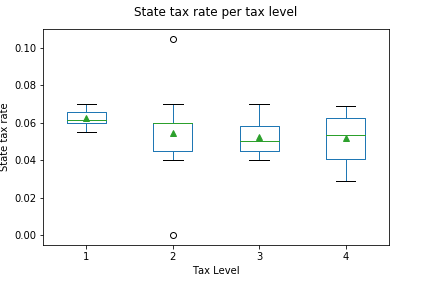 State tax rate per tax level
State tax rate
0.10
0.08
0.06
0.04
0.02
0.00
1 2 3 4
Tax Level